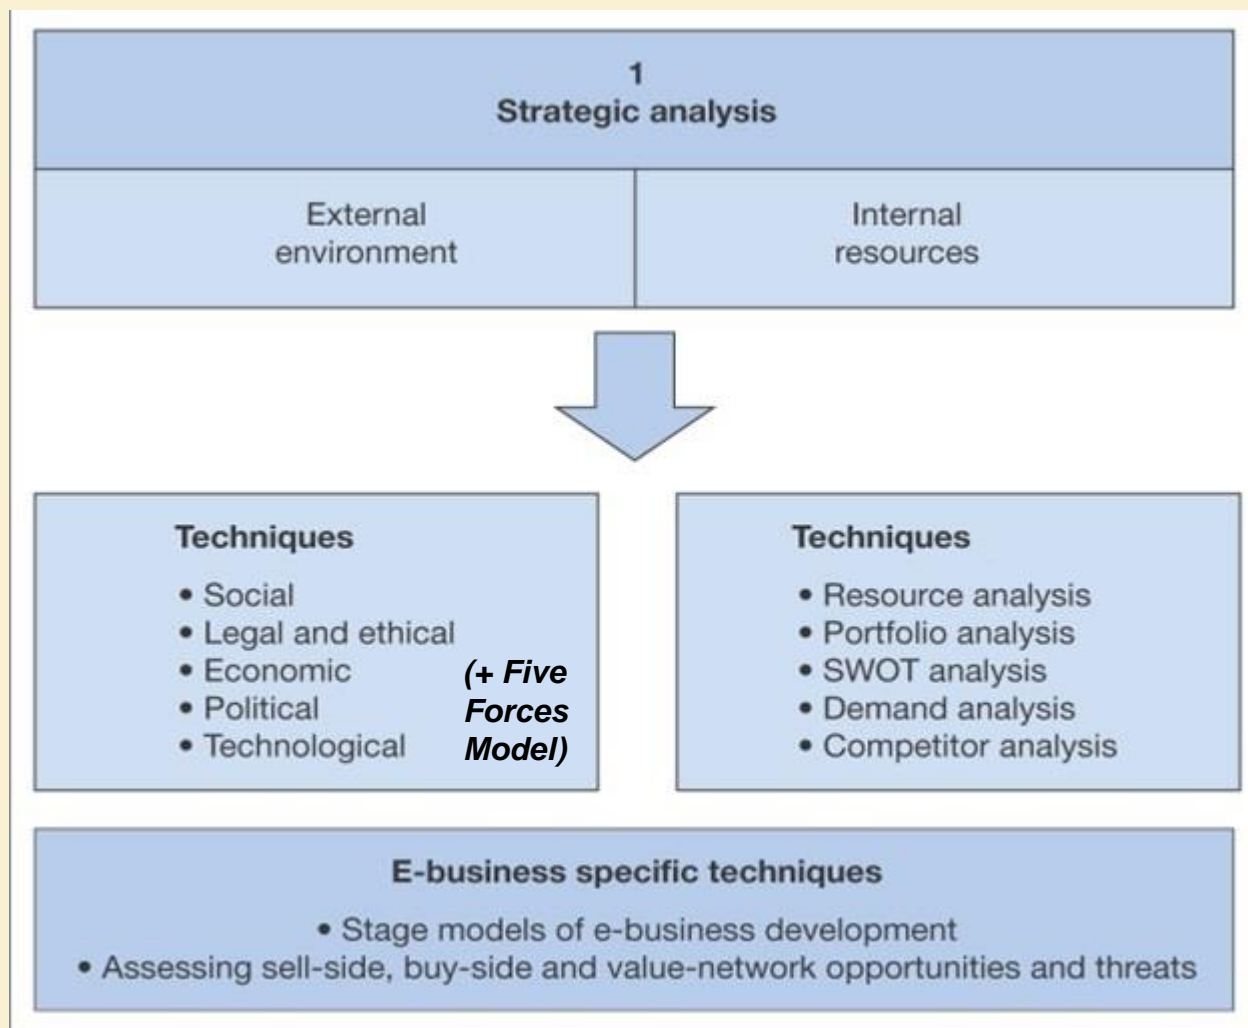 1
Strategic analysis
External
environment
Internal
resources
Techniques
• Social
• Legal and ethical
• Economic
• Political
• Technological
(+ Five
Forces
Model)
Techniques
• Resource analysis
• Portfolio analysis
• SWOT analysis
• Demand analysis
• Competitor analysis
E-business specific techniques
• Stage models of e-business development
• Assessing sell-side, buy-side and value-network opportunities and threats